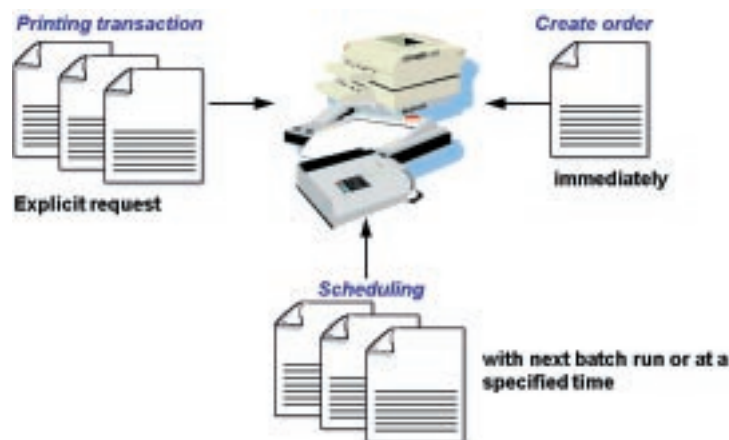 Printing transaction
Create order
Explicit request
immediately
Scheduling
with next batch run or at a
specified time